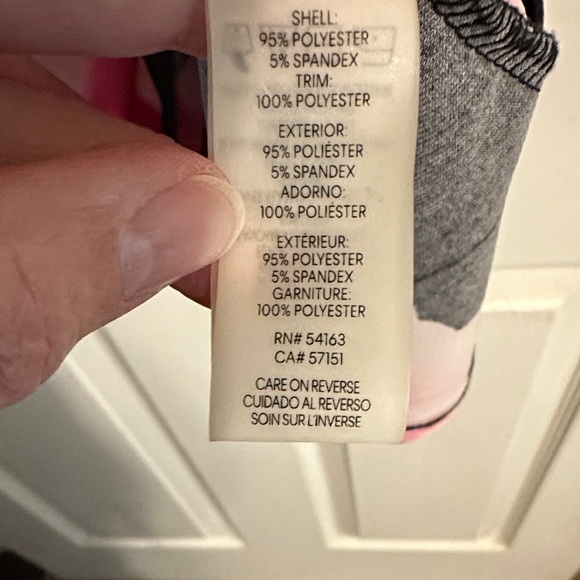 SHELL:
95% POLYESTER
5% SPANDEX
TRIM:
100% POLYESTER
EXTERIOR:
95% POLIÉSTER
5% SPANDEX
ADORNO:
100% POLIÉSTER
EXTÉRIEUR:
95% POLYESTER
5% SPANDEX
GARNITURE:
100% POLYESTER
RN# 54163
CA# 57151
CARE ON REVERSE
CUIDADO AL REVERSO
SOIN SUR L'INVERSE